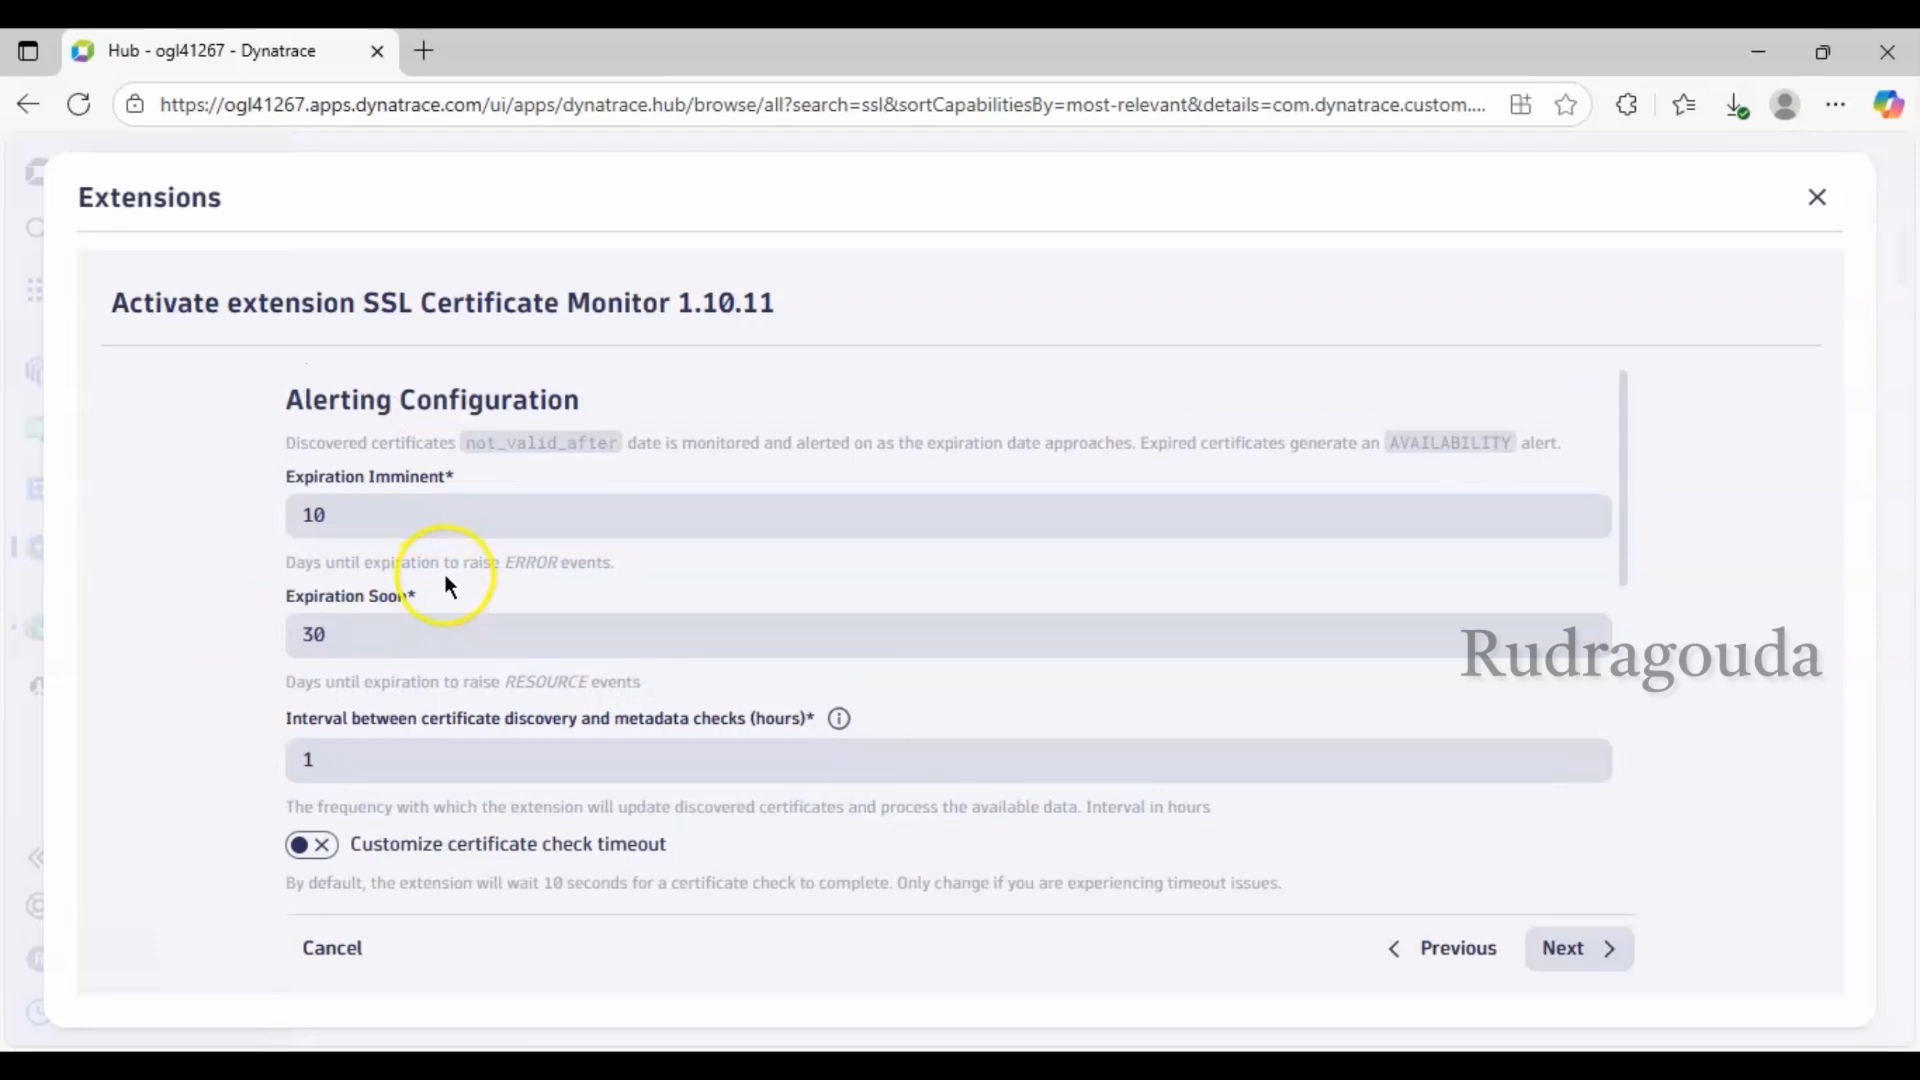 Hub - ogl41267 - Dynatrace
https://ogl41267.apps.dynatrace.com/ui/apps/dynatrace.hub/browse/all?search=ssl&sortCapabilitiesBy=most-relevant&details=com.dynatrace.custom....
Extensions
Activate extension SSL Certificate Monitor 1.10.11
Alerting Configuration
Discovered certificates not_valid_after date is monitored and alerted on as the expiration date approaches. Expired certificates generate an AVAILABILITY alert.
Expiration Imminent*
10
Days until expiration to raise ERROR events.
Expiration Soon*
30
Days until expiration to raise RESOURCE events
Rudragouda
Interval between certificate discovery and metadata checks (hours)*
1
The frequency with which the extension will update discovered certificates and process the available data. Interval in hours
Customize certificate check timeout
By default, the extension will wait 10 seconds for a certificate check to complete. Only change if you are experiencing timeout issues.
Cancel
Previous
Next